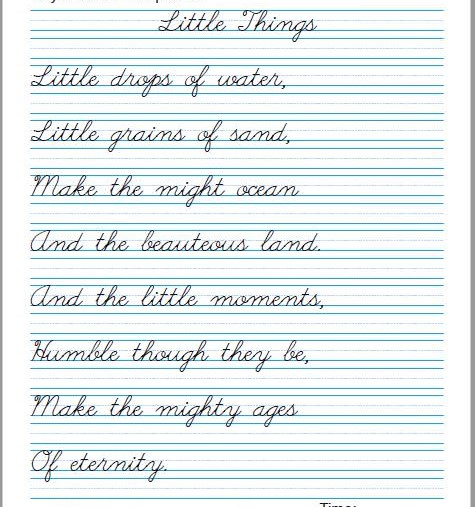 Little Things
Little drops of water,
Little grains of sand,
Make the might ocean
And the beauteous land.
And the little moments,
Humble though they be,
Make the mighty ages
Of eternity.
Time: